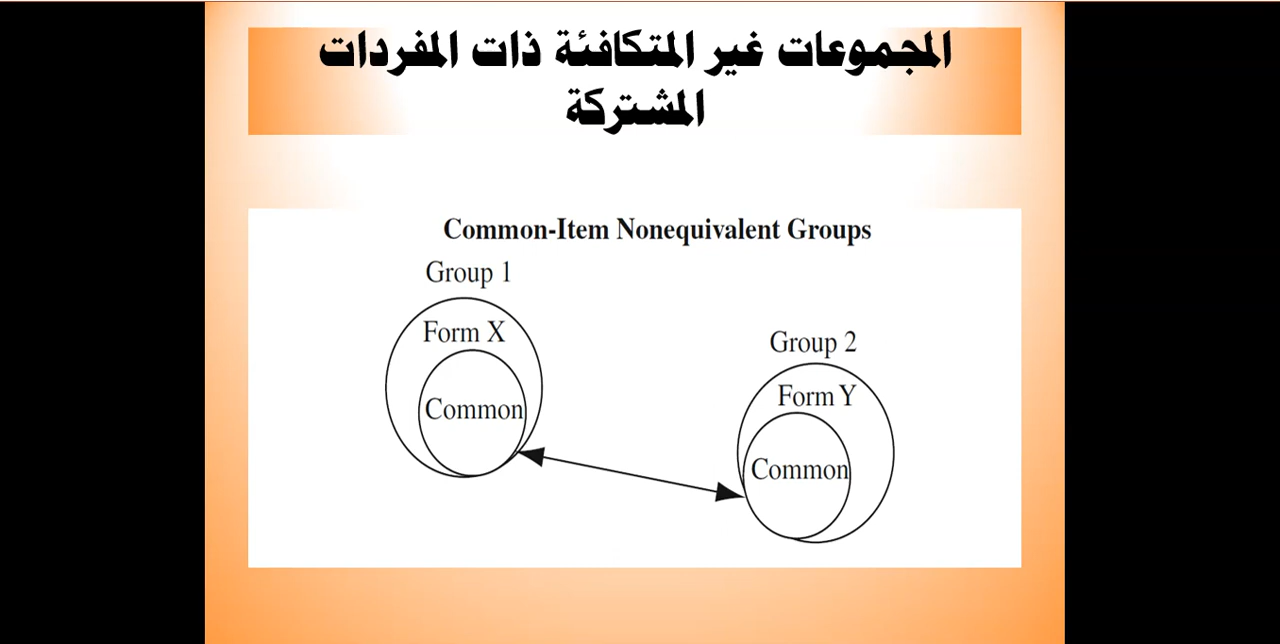 المجموعات غير المتكافئة ذات المفردات
المشتركة
Common-Item Nonequivalent Groups
Group 1
Form X
Common
Group 2
Form Y
Common